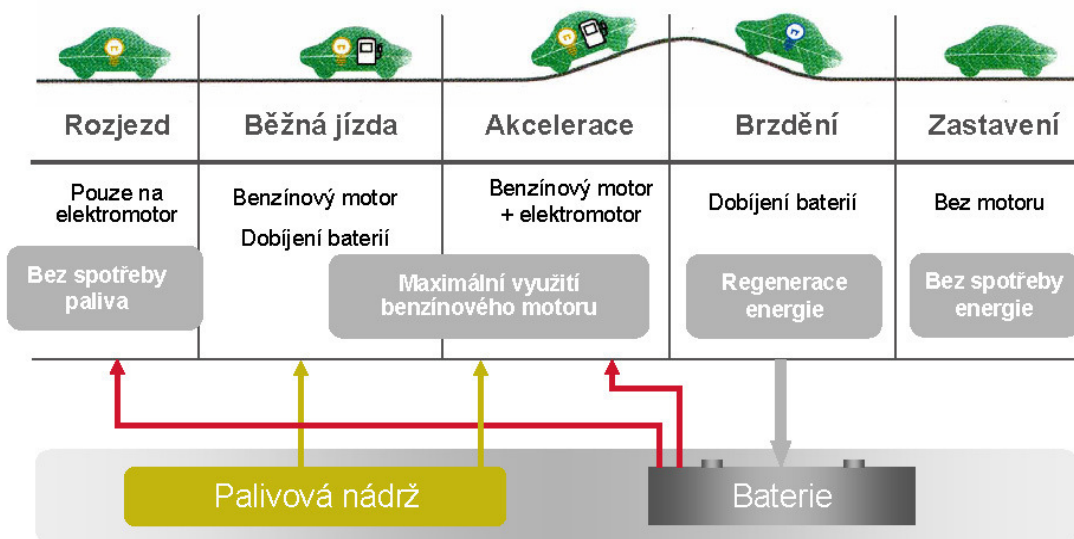 Rozjezd
Běžná jízda
Akcelerace
Brzdění
Zastavení
Pouze na
elektromotor
Benzínový motor
Dobíjení baterií
Benzínový motor
+ elektromotor
Dobíjení baterií
Bez motoru
Bez spotřeby
paliva
Maximální využití
benzínového motoru
Regenerace
energie
Bez spotřeby
energie
Palivová nádrž
Baterie